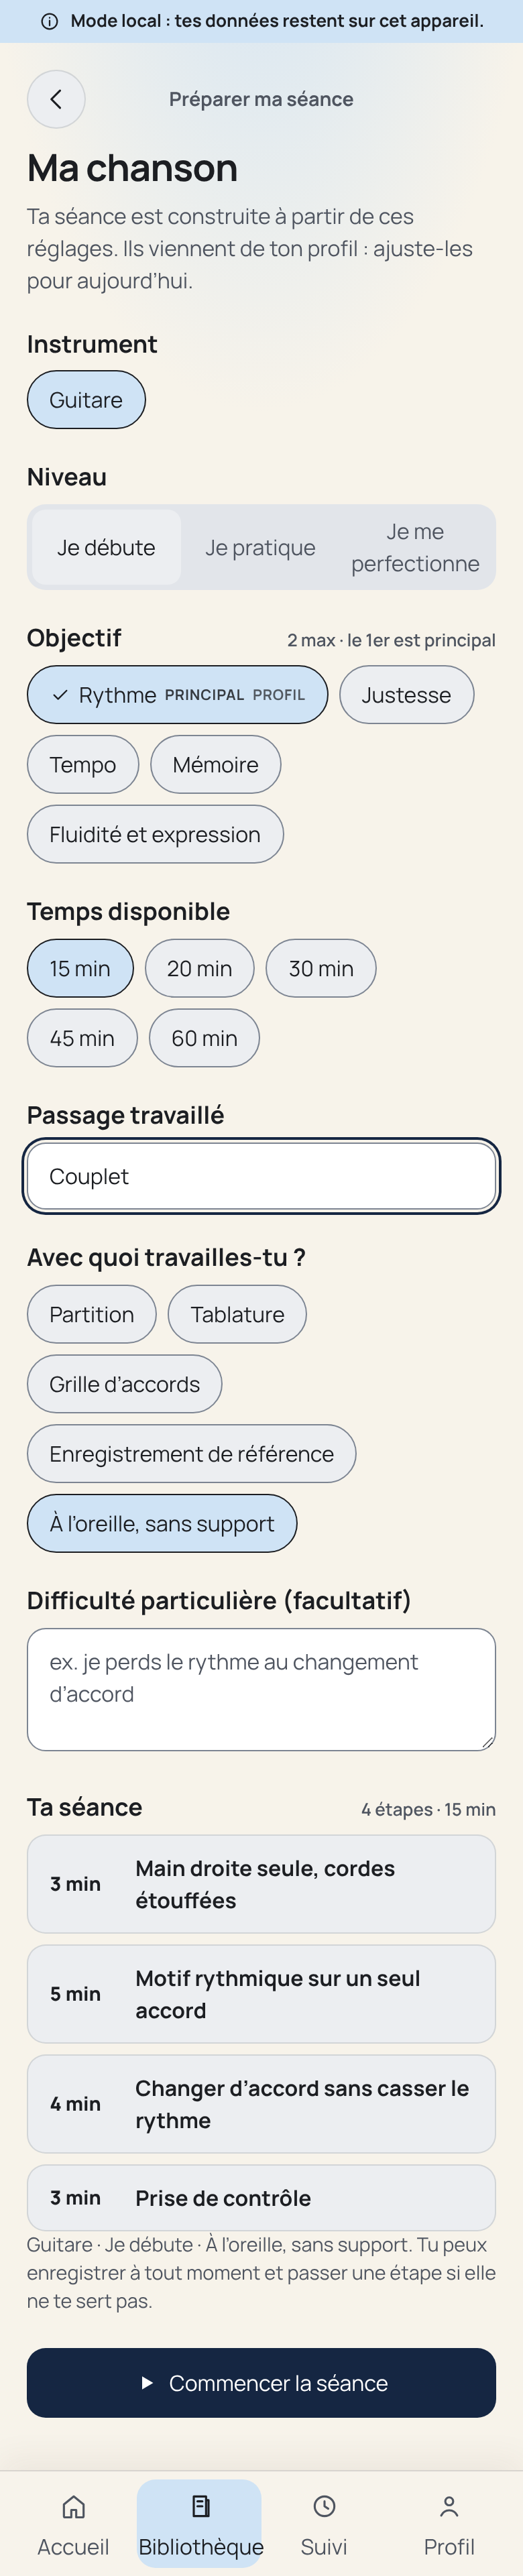 Mode local : tes données restent sur cet appareil.
Préparer ma séance
Ma chanson
Ta séance est construite à partir de ces
réglages. Ils viennent de ton profil : ajuste-les
pour aujourd’hui.
Instrument
Guitare
Niveau
Je débute
Je pratique
Je me
perfectionne
Objectif
2 max · le 1er est principal
Rythme PRINCIPAL PROFIL
Justesse
Tempo
Mémoire
Fluidité et expression
Temps disponible
15 min
20 min
30 min
45 min
60 min
Passage travaillé
Couplet
Avec quoi travailles-tu ?
Partition
Tablature
Grille d’accords
Enregistrement de référence
À l’oreille, sans support
Difficulté particulière (facultatif)
ex. je perds le rythme au changement
d’accord
Ta séance
4 étapes · 15 min
3 min
Main droite seule, cordes
étouffées
5 min
Motif rythmique sur un seul
accord
4 min
Changer d’accord sans casser le
rythme
3 min
Prise de contrôle
Guitare · Je débute · À l’oreille, sans support. Tu peux
enregistrer à tout moment et passer une étape si elle
ne te sert pas.
Commencer la séance
Accueil
Bibliothèque
Suivi
Profil